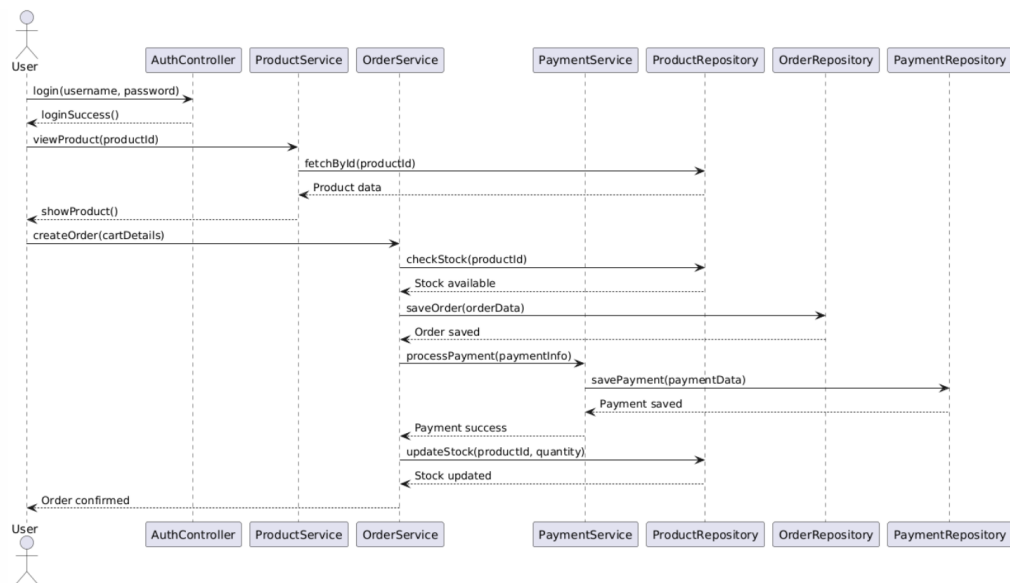 User
AuthController
ProductService
OrderService
PaymentService
ProductRepository
OrderRepository
PaymentRepository
login(username, password)
loginSuccess()
viewProduct(productId)
fetchById(productId)
Product data
showProduct()
createOrder(cartDetails)
checkStock(productId)
Stock available
saveOrder(orderData)
Order saved
processPayment(paymentInfo)
savePayment(paymentData)
Payment saved
Payment success
updateStock(productId, quantity)
Stock updated
Order confirmed
User
AuthController
ProductService
OrderService
PaymentService
ProductRepository
OrderRepository
PaymentRepository